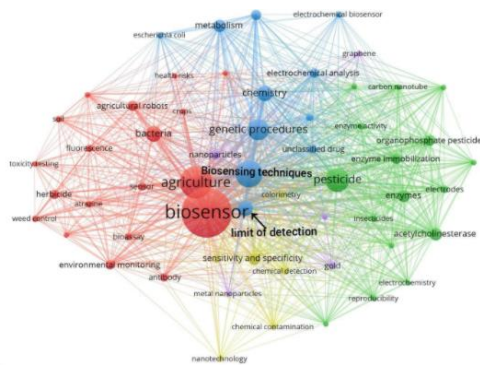 electrochemical biosensor
metabolism
escherichia coli
graphene
health risks
electrochemical analysis
carbon nanotube
chemistry
agricultural robots
crops
soil
genetic procedures
enzyme activity
bacteria
organophosphate pesticide
fluorescence
nanoparticles
unclassified drug
enzyme immobilization
toxicity testing
Biosensing techniques
agriculture
pesticide
sensor
electrodes
herbicide
atrazine
colorimetry
enzymes
biosensor
weed control
insecticides
limit of detection
bioassay
acetylcholinesterase
sensitivity and specificity
environmental monitoring
gold
chemical detection
antibody
electrochemistry
metal nanoparticles
reproducibility
chemical contamination
nanotechnology